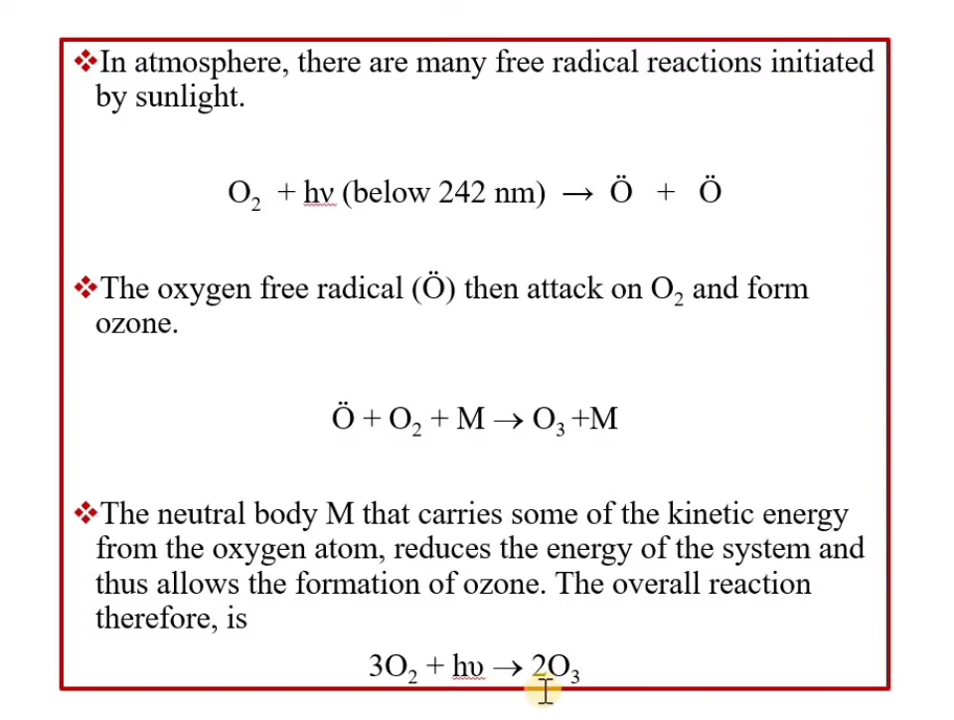 ❖In atmosphere, there are many free radical reactions initiated
by sunlight.
O₂ + hν (below 242 nm) → Ö + Ö
❖The oxygen free radical (Ö) then attack on O₂ and form
ozone.
Ö + O₂ + M → O₃ +M
❖The neutral body M that carries some of the kinetic energy
from the oxygen atom, reduces the energy of the system and
thus allows the formation of ozone. The overall reaction
therefore, is
3O₂ + hυ → 2O₃